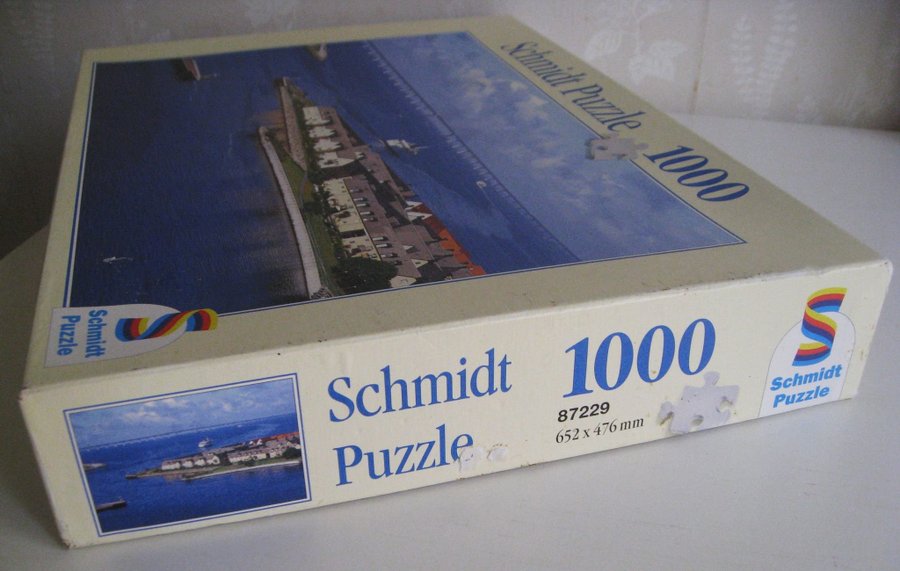 Schmidt Puzzle
1000
Schmidt
Puzzle
Schmidt
Puzzle
1000
87229
652 x 476 mm
Schmidt
Puzzle